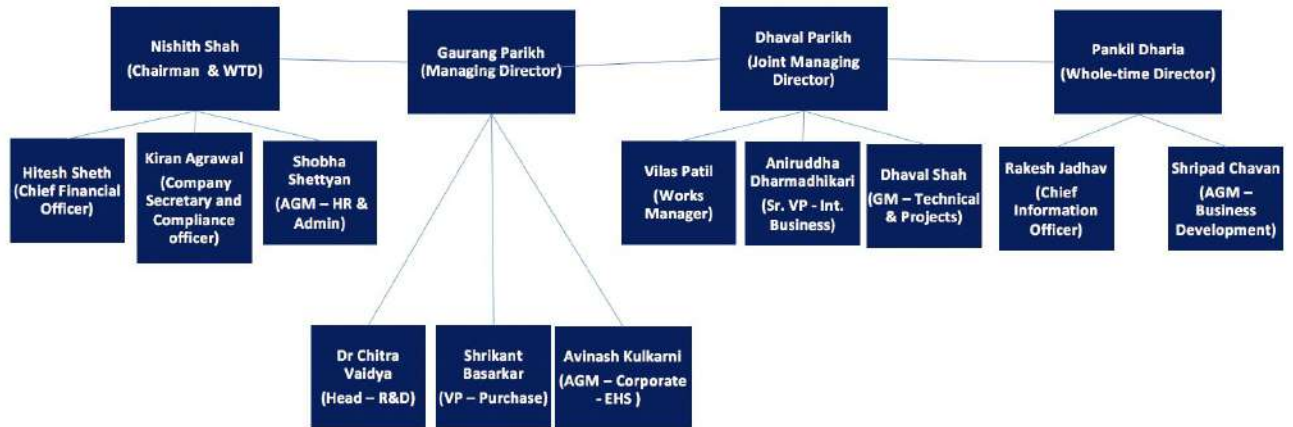 Nishith Shah
(Chairman & WTD)
Gaurang Parikh
(Managing Director)
Dhaval Parikh
(Joint Managing
Director)
Pankil Dharia
(Whole-time Director)
Hitesh Sheth
(Chief Financial
Officer)
Kiran Agrawal
(Company
Secretary and
Compliance
officer)
Shobha
Shettyan
(AGM – HR &
Admin)
Vilas Patil
(Works
Manager)
Aniruddha
Dharmadhikari
(Sr. VP - Int.
Business)
Dhaval Shah
(GM – Technical
& Projects)
Rakesh Jadhav
(Chief
Information
Officer)
Shripad Chavan
(AGM –
Business
Development)
Dr Chitra
Vaidya
(Head – R&D)
Shrikant
Basarkar
(VP – Purchase)
Avinash Kulkarni
(AGM – Corporate
- EHS )